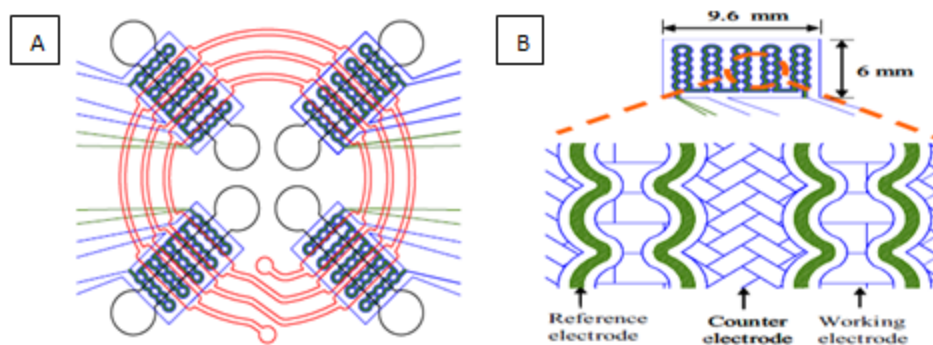 A
B
9.6 mm
6 mm
Reference
electrode
Counter
electrode
Working
electrode